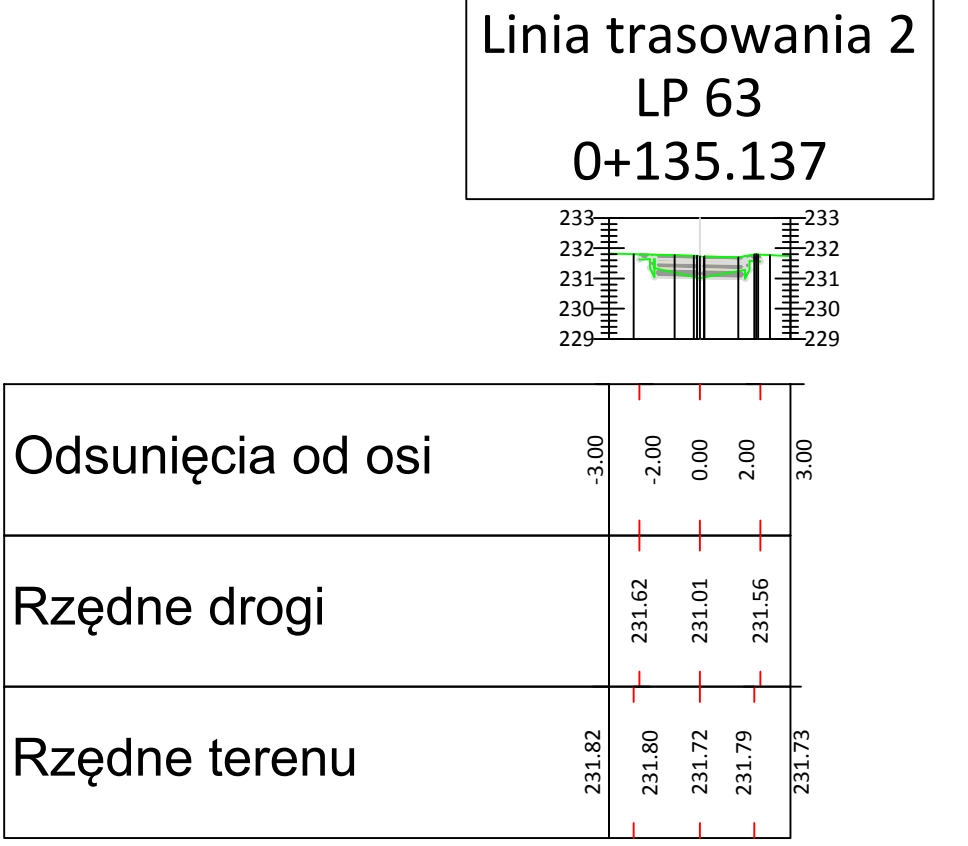 Linia trasowania 2
LP 63
0+135.137
233 233
232 232
231 231
230 230
229 229
Odsunięcia od osi -3.00 -2.00 0.00 2.00 3.00
Rzędne drogi 231.62 231.01 231.56
Rzędne terenu 231.82 231.80 231.72 231.79 231.73